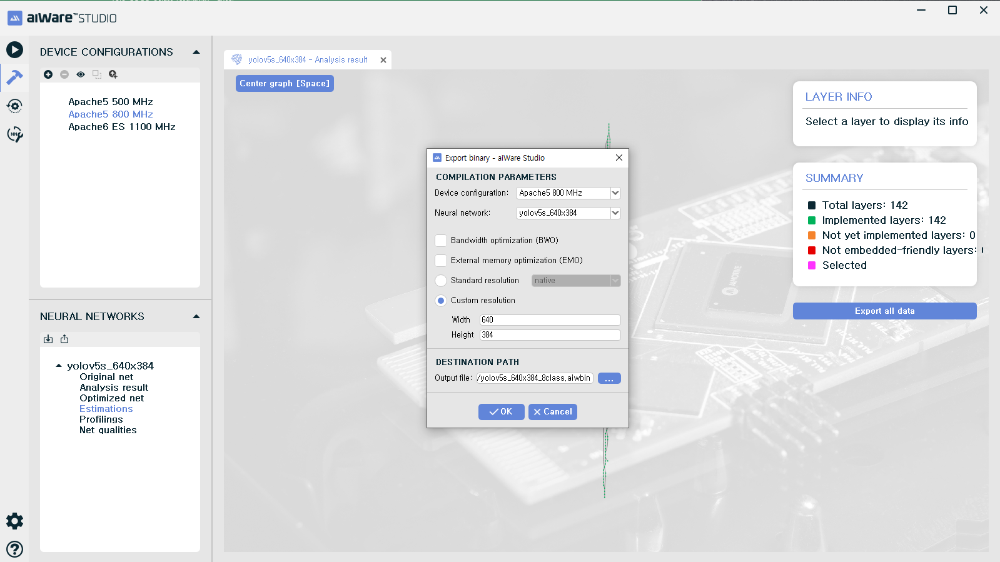 aiWare™STUDIO
DEVICE CONFIGURATIONS
Apache5 500 MHz
Apache5 800 MHz
Apache6 ES 1100 MHz
NEURAL NETWORKS
yolov5s_640x384
Original net
Analysis result
Optimized net
Estimations
Profilings
Net qualities
yolov5s_640x384 - Analysis result
Center graph [Space]
Export binary - aiWare Studio
COMPILATION PARAMETERS
Device configuration: Apache5 800 MHz
Neural network: yolov5s_640x384
Bandwidth optimization (BWO)
External memory optimization (EMO)
Standard resolution native
Custom resolution
Width 640
Height 384
DESTINATION PATH
Output file: /yolov5s_640x384_8class.aiwbin ...
OK Cancel
LAYER INFO
Select a layer to display its info
SUMMARY
Total layers: 142
Implemented layers: 142
Not yet implemented layers: 0
Not embedded-friendly layers:
Selected
Export all data
NN
AIMOTIVE